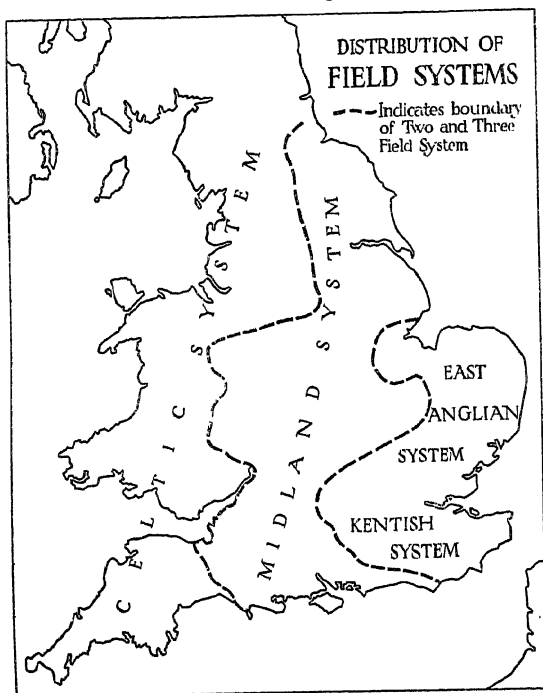 DISTRIBUTION OF
FIELD SYSTEMS
Indicates boundary
of Two and Three
Field System
CELTIC SYSTEM
MIDLAND SYSTEM
EAST
ANGLIAN
SYSTEM
KENTISH
SYSTEM